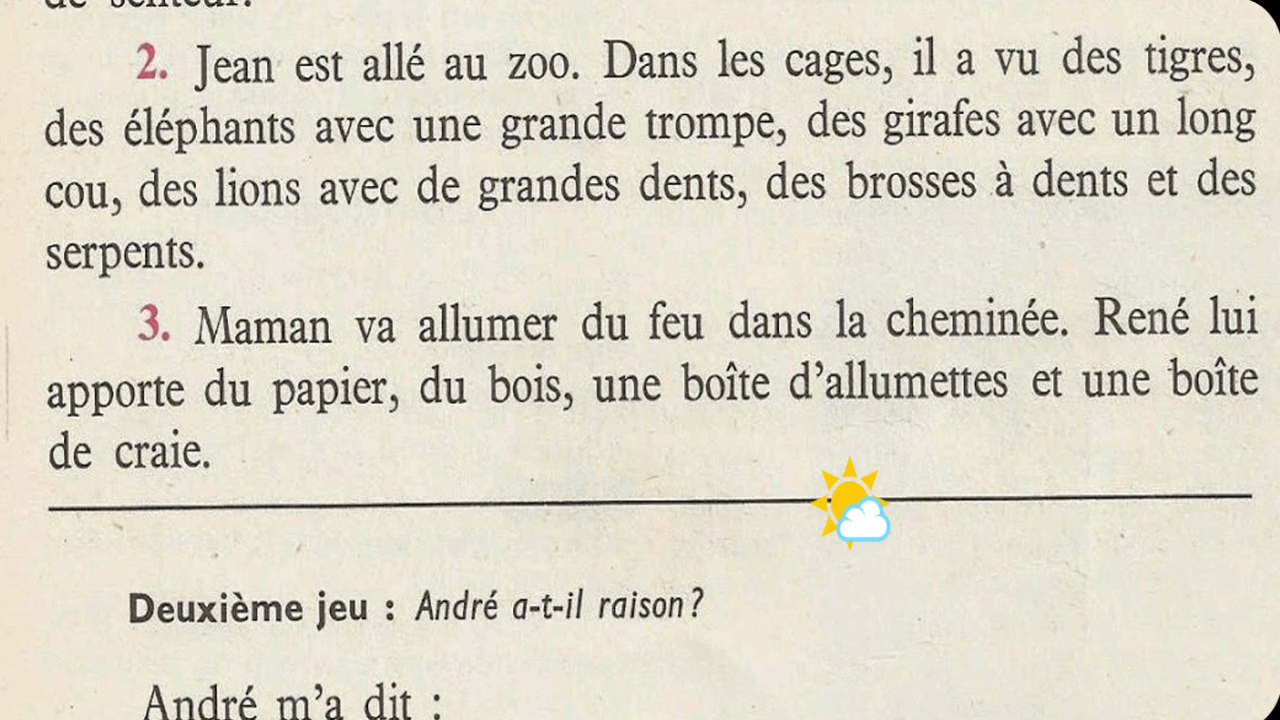 de senteur.
2. Jean est allé au zoo. Dans les cages, il a vu des tigres,
des éléphants avec une grande trompe, des girafes avec un long
cou, des lions avec de grandes dents, des brosses à dents et des
serpents.
3. Maman va allumer du feu dans la cheminée. René lui
apporte du papier, du bois, une boîte d'allumettes et une boîte
de craie.
Deuxième jeu : André a-t-il raison ?
André m'a dit :